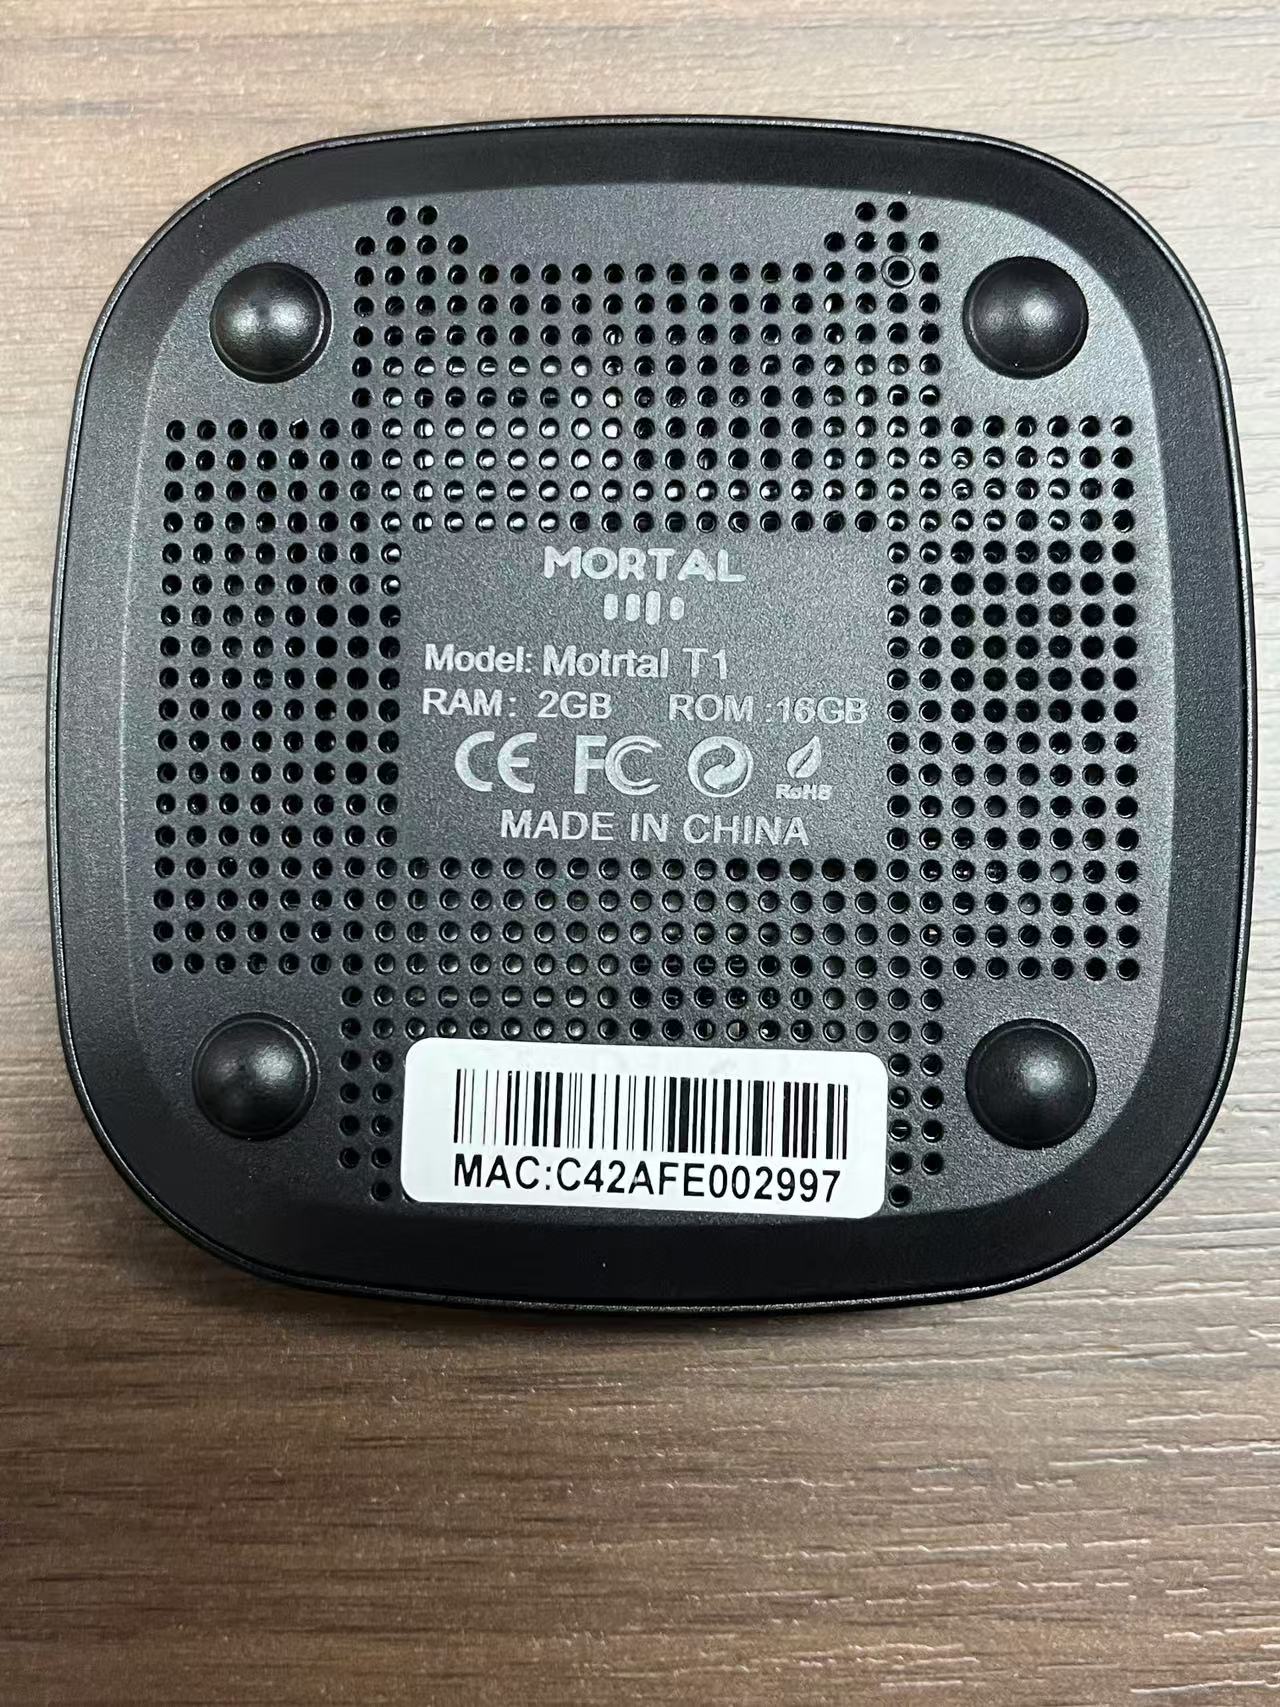 MORTAL
Model: Motrtal T1
RAM: 2GB ROM :16GB
CE FC RoHS
MADE IN CHINA
MAC:C42AFE002997